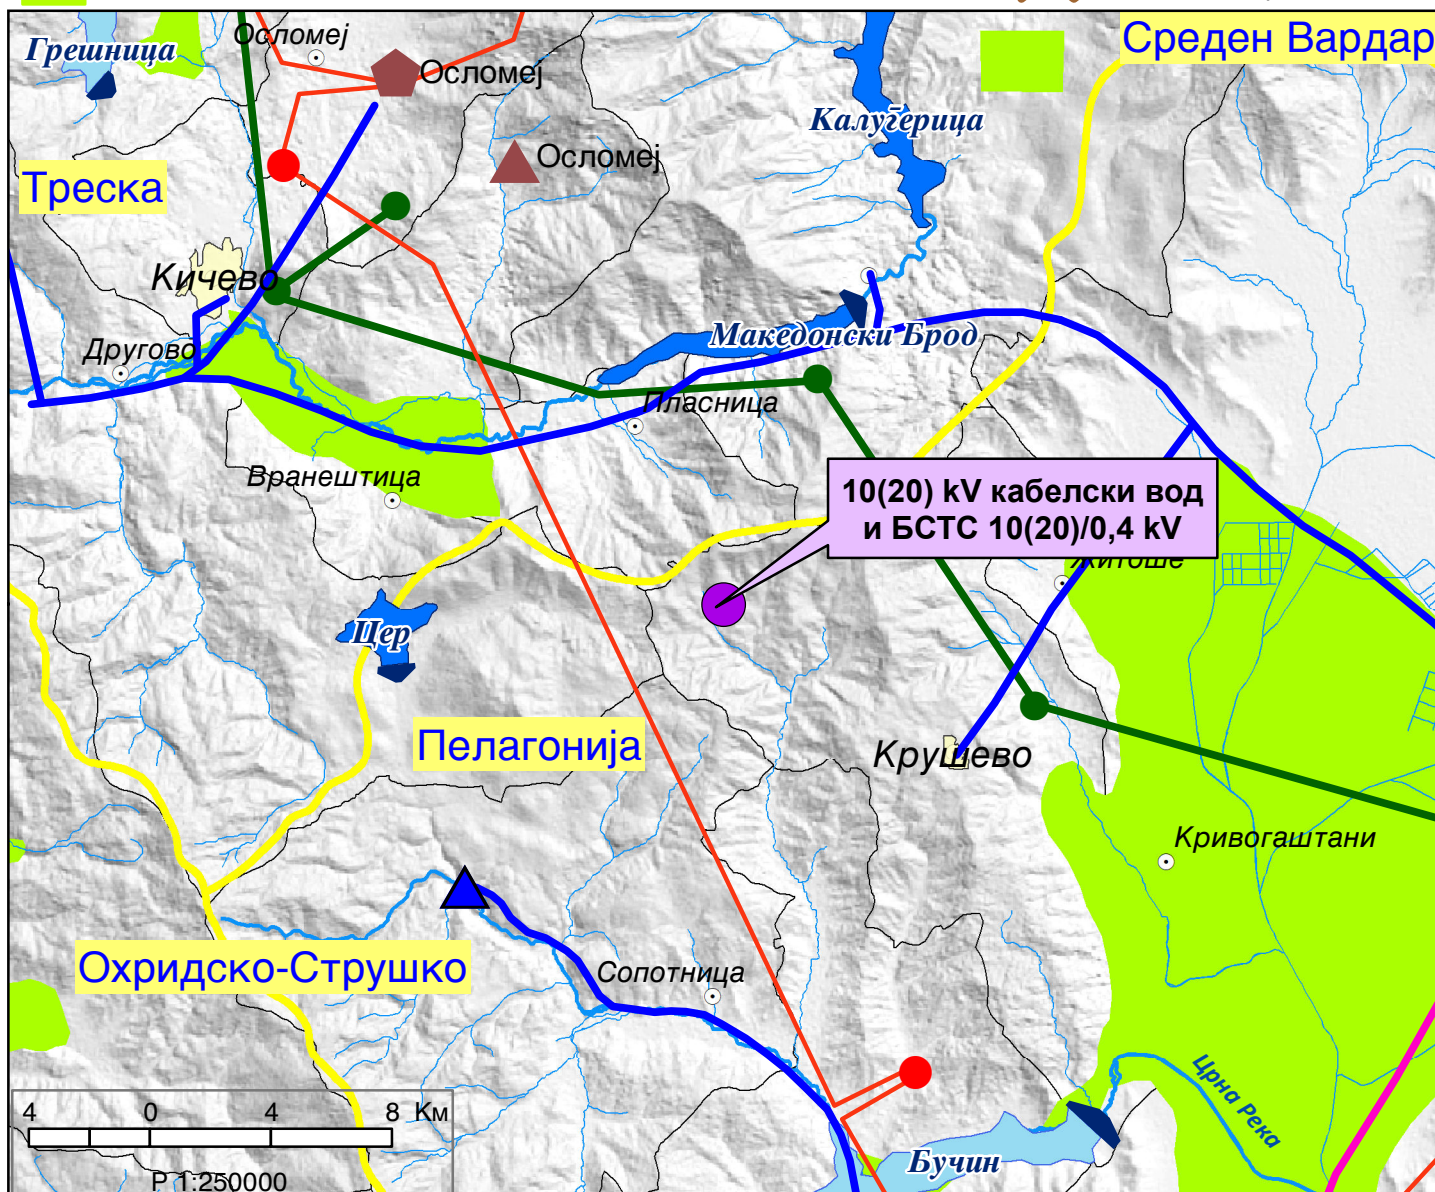 Среден Вардар
Осломеј
Грешница
Осломеј
Калуѓерица
Осломеј
Треска
Кичево
Македонски Брод
Другово
Пласница
Вранештица
10(20) kV кабелски вод
и БСТС 10(20)/0,4 kV
Житоше
Цер
Пелагонија
Крушево
Кривогаштани
Охридско-Струшко
Сопотница
Црна Река
4 0 4 8 Км
Бучин
Р 1:250000